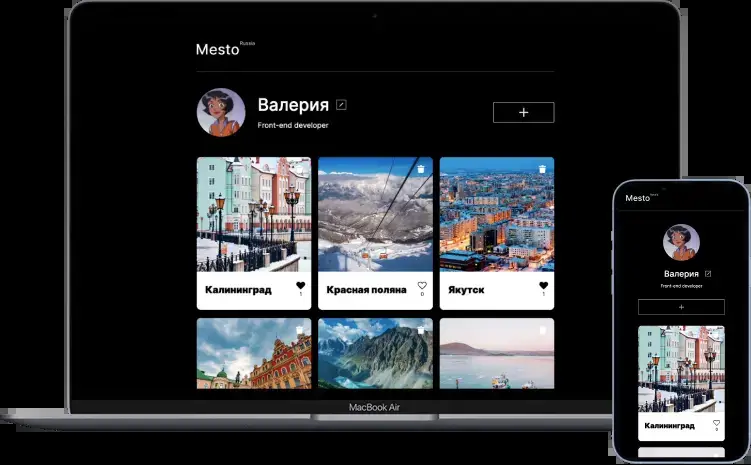 Mesto Russia
Валерия
Front-end developer
+
Калининград
1
Красная поляна
0
Якутск
1
MacBook Air
Mesto
Валерия
Front-end developer
+
Калининград
0